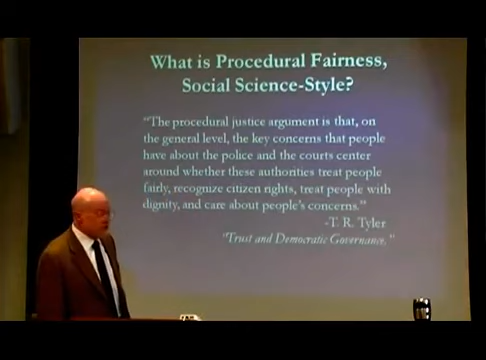 What is Procedural Fairness,
Social Science-Style?
“The procedural justice argument is that, on
the general level, the key concerns that people
have about the police and the courts center
around whether these authorities treat people
fairly, recognize citizen rights, treat people with
dignity, and care about people’s concerns.”
-T. R. Tyler
“Trust and Democratic Governance.”